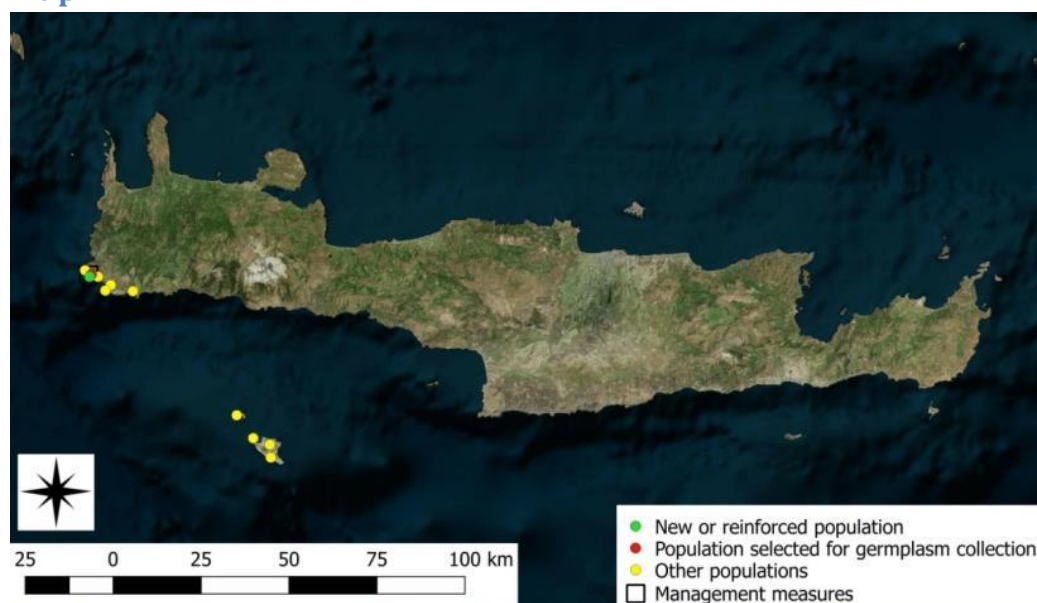 New or reinforced population
Population selected for germplasm collection
Other populations
Management measures
25 0 25 50 75 100 km